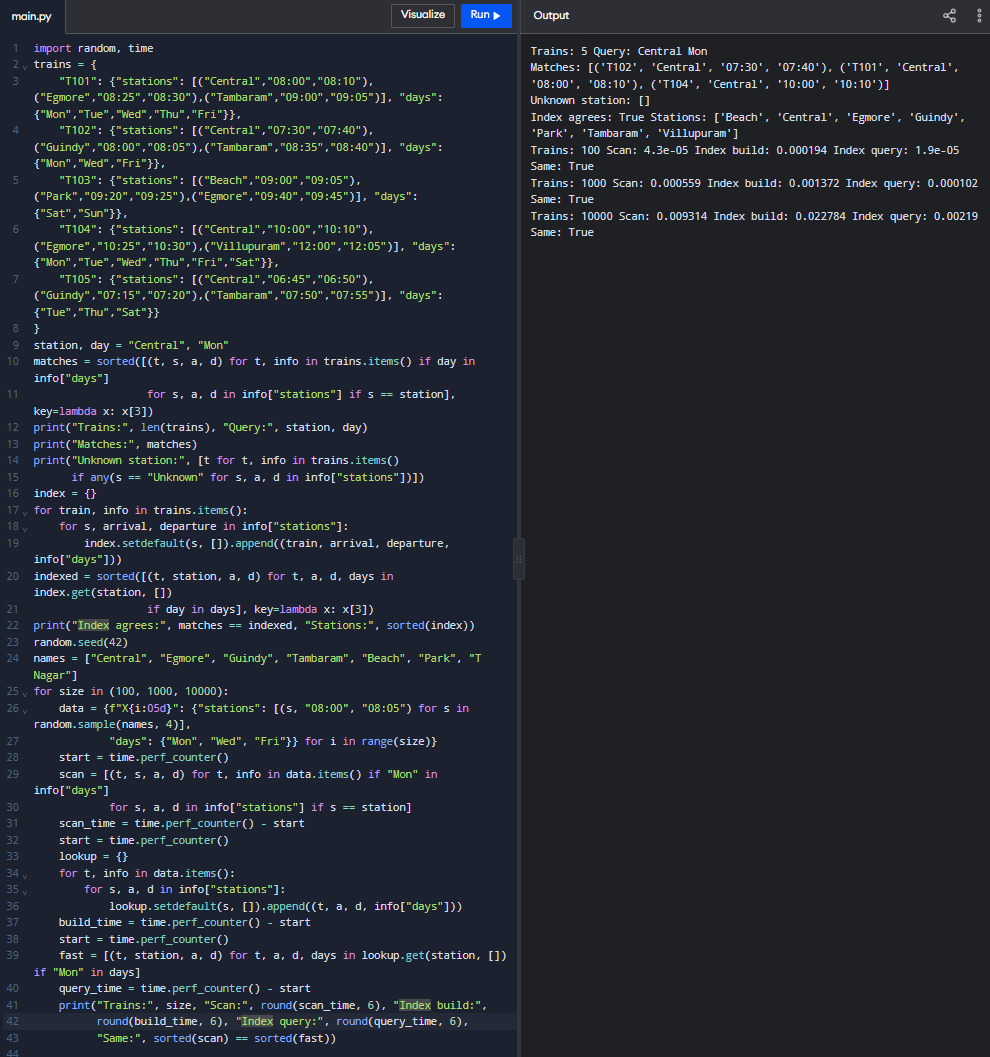 main.py
Visualize
Run
Output
1 import random, time
2 trains = {
3 "T101": {"stations": [("Central","08:00","08:10"),
("Egmore","08:25","08:30"),("Tambaram","09:00","09:05")], "days":
{"Mon","Tue","Wed","Thu","Fri"}},
4 "T102": {"stations": [("Central","07:30","07:40"),
("Guindy","08:00","08:05"),("Tambaram","08:35","08:40")], "days":
{"Mon","Wed","Fri"}},
5 "T103": {"stations": [("Beach","09:00","09:05"),
("Park","09:20","09:25"),("Egmore","09:40","09:45")], "days":
{"Sat","Sun"}},
6 "T104": {"stations": [("Central","10:00","10:10"),
("Egmore","10:25","10:30"),("Villupuram","12:00","12:05")], "days":
{"Mon","Tue","Wed","Thu","Fri","Sat"}},
7 "T105": {"stations": [("Central","06:45","06:50"),
("Guindy","07:15","07:20"),("Tambaram","07:50","07:55")], "days":
{"Tue","Thu","Sat"}}
8 }
9 station, day = "Central", "Mon"
10 matches = sorted([(t, s, a, d) for t, info in trains.items() if day in
info["days"]
11 for s, a, d in info["stations"] if s == station],
key=lambda x: x[3])
12 print("Trains:", len(trains), "Query:", station, day)
13 print("Matches:", matches)
14 print("Unknown station:", [t for t, info in trains.items()
15 if any(s == "Unknown" for s, a, d in info["stations"])])
16 index = {}
17 for train, info in trains.items():
18 for s, arrival, departure in info["stations"]:
19 index.setdefault(s, []).append((train, arrival, departure,
info["days"]))
20 indexed = sorted([(t, station, a, d) for t, a, d, days in
index.get(station, [])
21 if day in days], key=lambda x: x[3])
22 print("Index agrees:", matches == indexed, "Stations:", sorted(index))
23 random.seed(42)
24 names = ["Central", "Egmore", "Guindy", "Tambaram", "Beach", "Park", "T
Nagar"]
25 for size in (100, 1000, 10000):
26 data = {f"X{i:05d}": {"stations": [(s, "08:00", "08:05") for s in
random.sample(names, 4)],
27 "days": {"Mon", "Wed", "Fri"}} for i in range(size)}
28 start = time.perf_counter()
29 scan = [(t, s, a, d) for t, info in data.items() if "Mon" in
info["days"]
30 for s, a, d in info["stations"] if s == station]
31 scan_time = time.perf_counter() - start
32 start = time.perf_counter()
33 lookup = {}
34 for t, info in data.items():
35 for s, a, d in info["stations"]:
36 lookup.setdefault(s, []).append((t, a, d, info["days"]))
37 build_time = time.perf_counter() - start
38 start = time.perf_counter()
39 fast = [(t, station, a, d) for t, a, d, days in lookup.get(station, [])
if "Mon" in days]
40 query_time = time.perf_counter() - start
41 print("Trains:", size, "Scan:", round(scan_time, 6), "Index build:",
42 round(build_time, 6), "Index query:", round(query_time, 6),
43 "Same:", sorted(scan) == sorted(fast))
44
Trains: 5 Query: Central Mon
Matches: [('T102', 'Central', '07:30', '07:40'), ('T101', 'Central',
'08:00', '08:10'), ('T104', 'Central', '10:00', '10:10')]
Unknown station: []
Index agrees: True Stations: ['Beach', 'Central', 'Egmore', 'Guindy',
'Park', 'Tambaram', 'Villupuram']
Trains: 100 Scan: 4.3e-05 Index build: 0.000194 Index query: 1.9e-05
Same: True
Trains: 1000 Scan: 0.000559 Index build: 0.001372 Index query: 0.000102
Same: True
Trains: 10000 Scan: 0.009314 Index build: 0.022784 Index query: 0.00219
Same: True